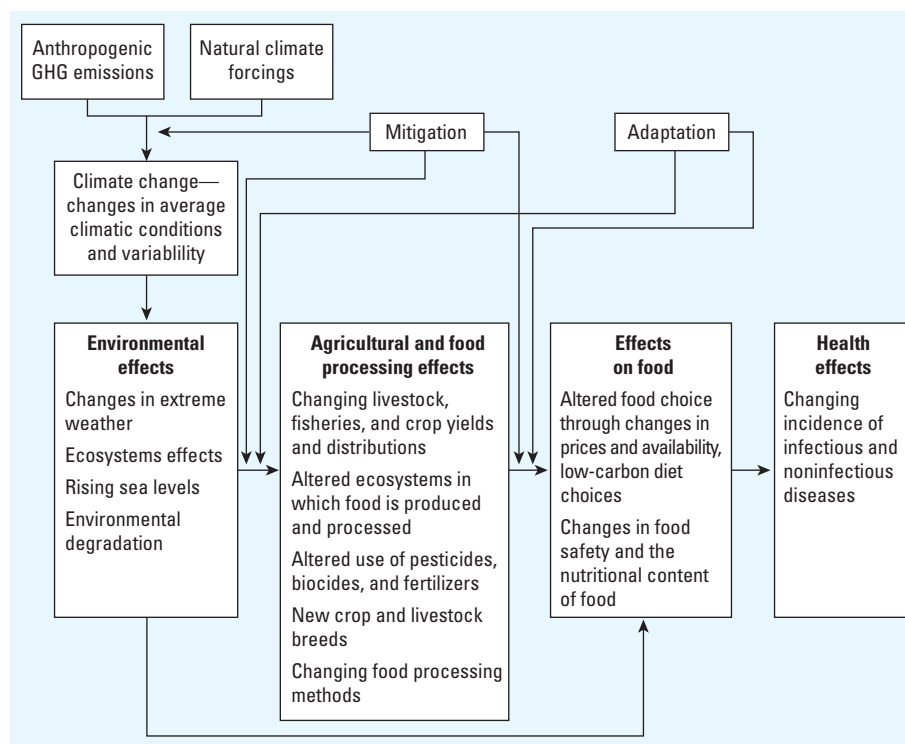 Anthropogenic
GHG emissions
Natural climate
forcings
Mitigation
Adaptation
Climate change—
changes in average
climatic conditions
and variablility
Environmental
effects
Changes in extreme
weather
Ecosystems effects
Rising sea levels
Environmental
degradation
Agricultural and food
processing effects
Changing livestock,
fisheries, and crop yields
and distributions
Altered ecosystems in
which food is produced
and processed
Altered use of pesticides,
biocides, and fertilizers
New crop and livestock
breeds
Changing food processing
methods
Effects
on food
Altered food choice
through changes in
prices and availability,
low-carbon diet
choices
Changes in food
safety and the
nutritional content
of food
Health
effects
Changing
incidence of
infectious and
noninfectious
diseases